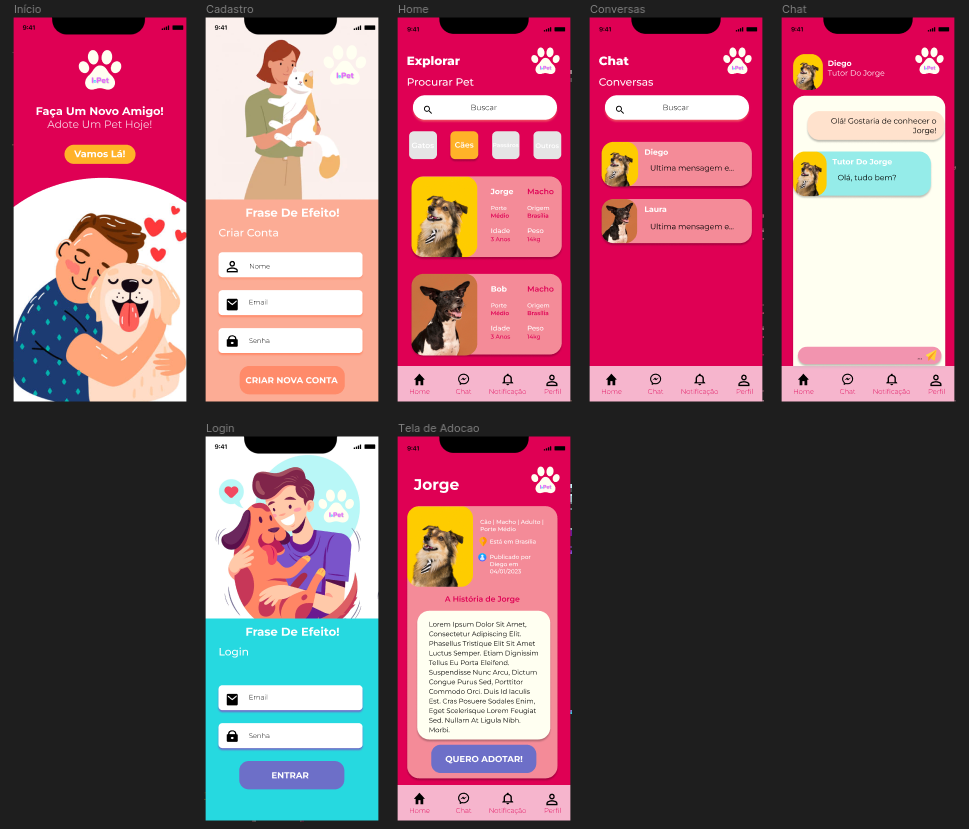 Início
9:41
I-Pet
Faça Um Novo Amigo!
Adote Um Pet Hoje!
Vamos Lá!
Cadastro
9:41
I-Pet
Frase De Efeito!
Criar Conta
Nome
Email
Senha
CRIAR NOVA CONTA
Home
9:41
Explorar
I-Pet
Procurar Pet
Buscar
Gatos
Cães
Outros
Jorge
Macho
Porte
Origem
Médio
Brasília
Idade
Peso
3 Anos
14kg
Bob
Macho
Porte
Origem
Médio
Brasília
Idade
Peso
3 Anos
14kg
Home
Chat
Notificação
Perfil
Conversas
9:41
Chat
I-Pet
Conversas
Buscar
Diego
Ultima mensagem e...
Laura
Ultima mensagem e...
Home
Chat
Notificação
Perfil
Chat
9:41
Diego
Tutor Do Jorge
I-Pet
Olá! Gostaria de conhecer o
Jorge!
Tutor Do Jorge
Olá, tudo bem?
...
Home
Chat
Notificação
Perfil
Login
9:41
I-Pet
Frase De Efeito!
Login
Email
Senha
ENTRAR
Tela de Adocao
9:41
Jorge
I-Pet
Cão | Macho | Adulto |
Porte Médio
Está em Brasília
Publicado por
Diego em
04/01/2023
A História de Jorge
Lorem Ipsum Dolor Sit Amet,
Consectetur Adipiscing Elit.
Phasellus Tristique Elit Sit Amet
Luctus Semper. Etiam Dignissim
Tellus Eu Porta Eleifend.
Suspendisse Nunc Arcu, Dictum
Congue Purus Sed, Porttitor
Commodo Orci. Duis Id Iaculis
Est. Cras Posuere Sodales Enim,
Eget Scelerisque Lorem Feugiat
Sed. Nullam At Ligula Nibh.
Morbi.
QUERO ADOTAR!
Home
Chat
Notificação
Perfil